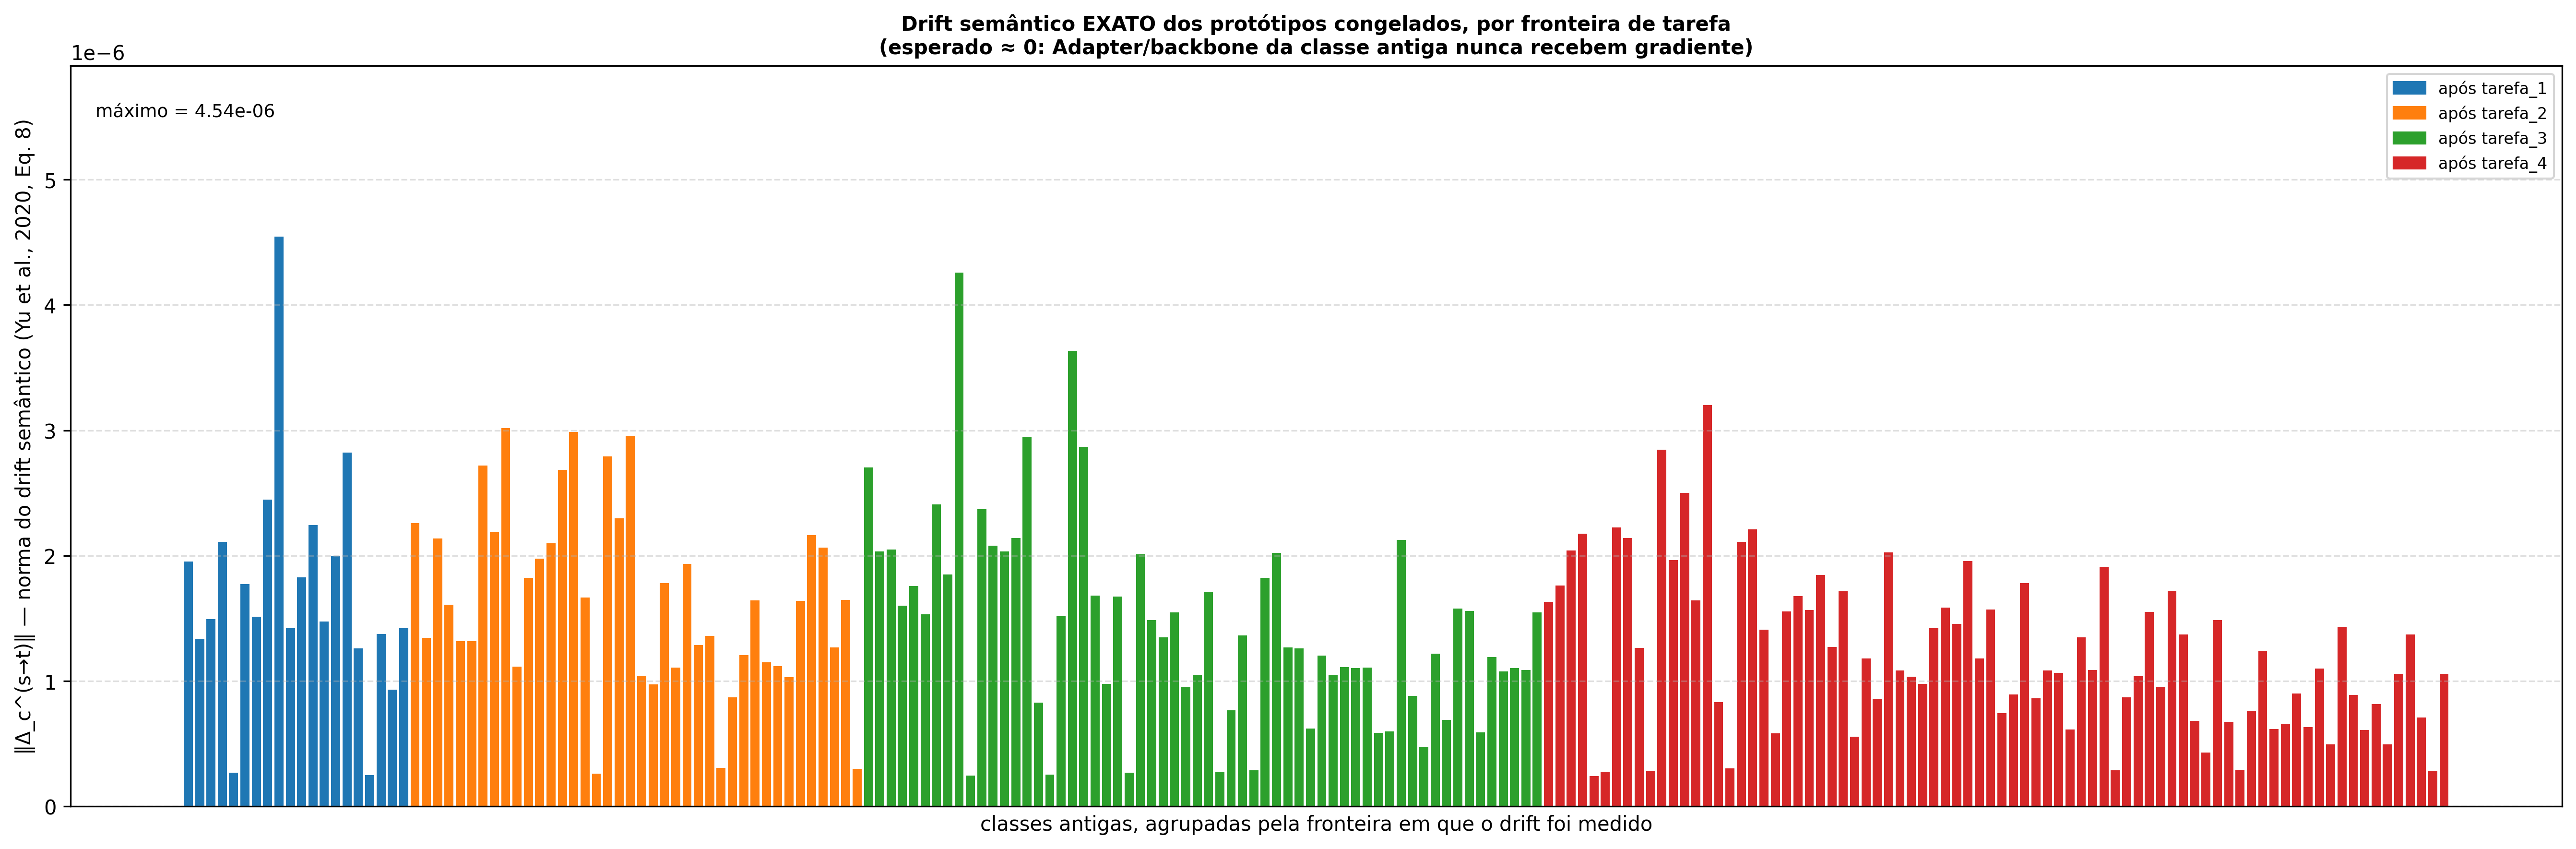 Drift semântico EXATO dos protótipos congelados, por fronteira de tarefa
(esperado ≈ 0: Adapter/backbone da classe antiga nunca recebem gradiente)
1e−6
máximo = 4.54e-06
após tarefa_1
após tarefa_2
após tarefa_3
após tarefa_4
‖Δ_c^(s→t)‖ — norma do drift semântico (Yu et al., 2020, Eq. 8)
5
4
3
2
1
0
classes antigas, agrupadas pela fronteira em que o drift foi medido